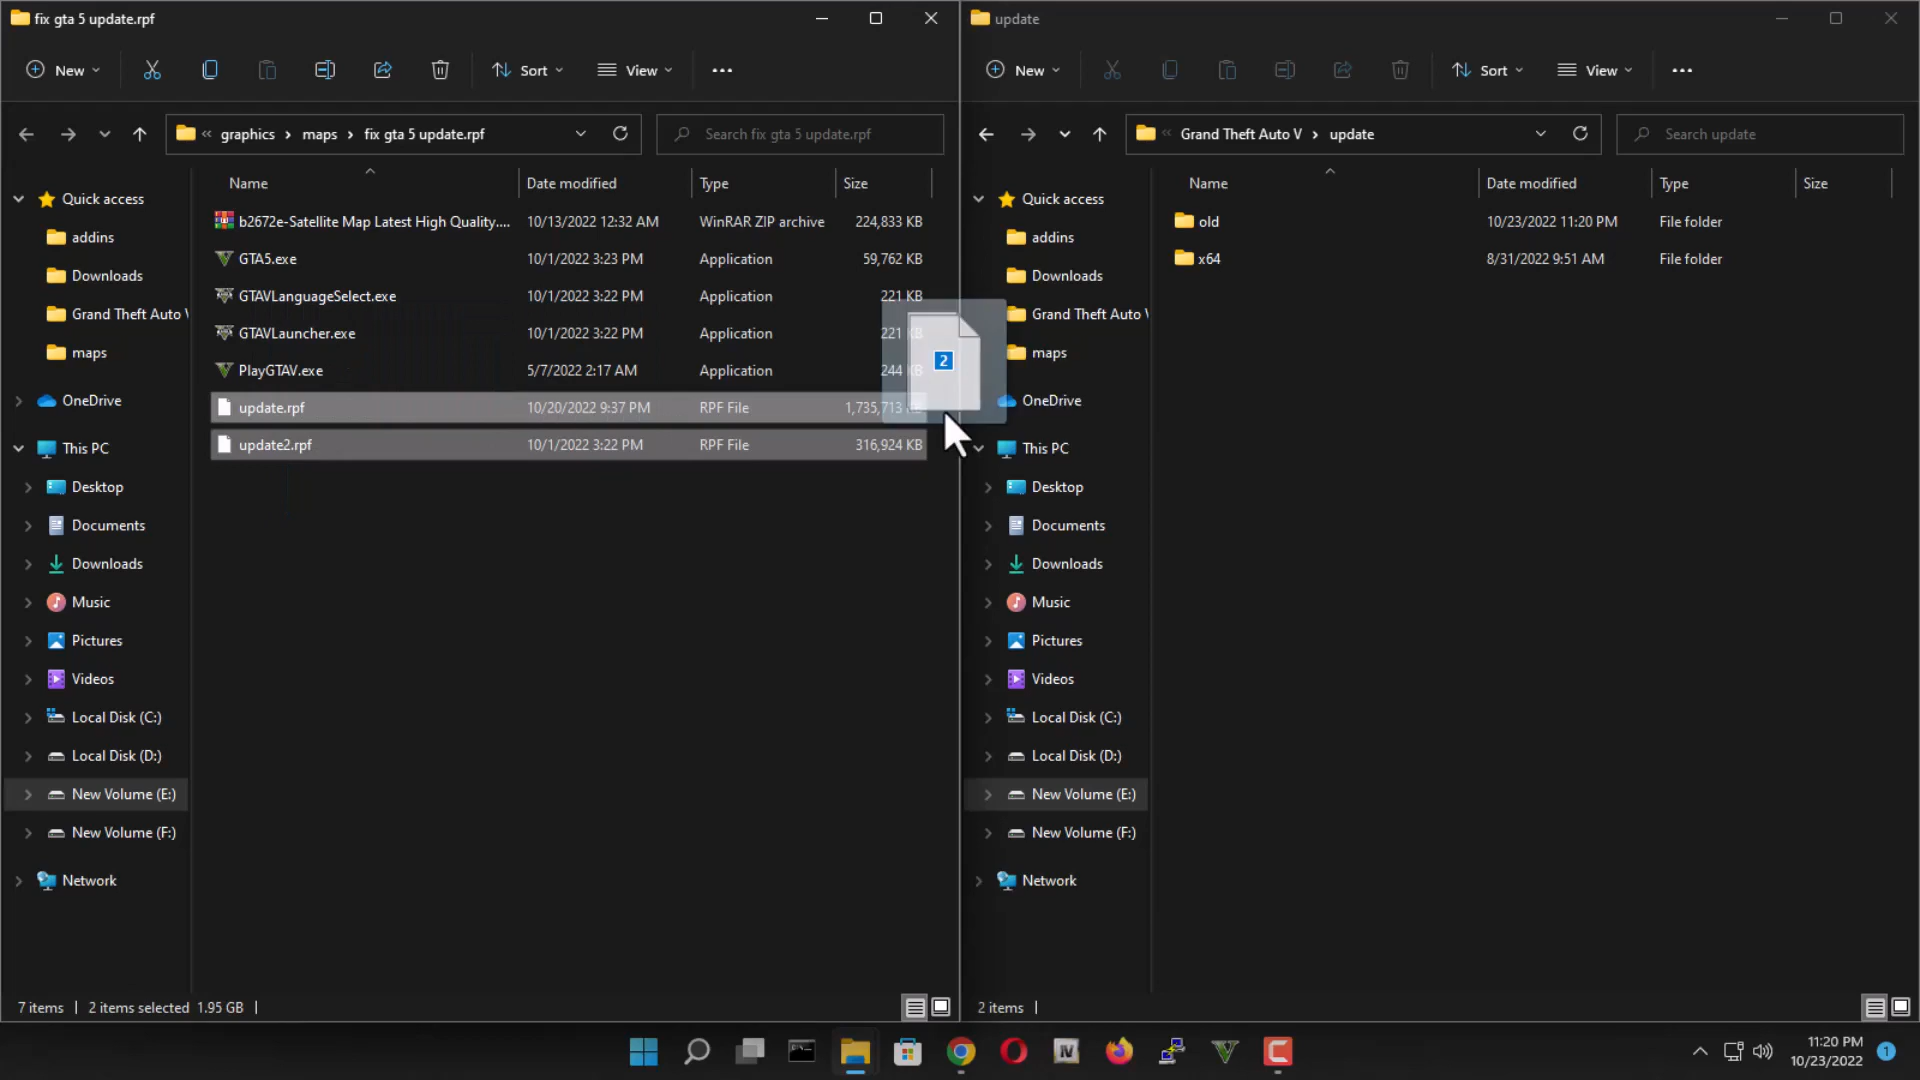 fix gta 5 update.rpf
New
Sort
View
graphics
maps
fix gta 5 update.rpf
Search fix gta 5 update.rpf
Name
Date modified
Type
Size
Quick access
addins
Downloads
Grand Theft Auto V
maps
OneDrive
This PC
Desktop
Documents
Downloads
Music
Pictures
Videos
Local Disk (C:)
Local Disk (D:)
New Volume (E:)
New Volume (F:)
Network
b2672e-Satellite Map Latest High Quality.... 10/13/2022 12:32 AM WinRAR ZIP archive 224,833 KB
GTA5.exe 10/1/2022 3:23 PM Application 59,762 KB
GTAVLanguageSelect.exe 10/1/2022 3:22 PM Application 221 KB
GTAVLauncher.exe 10/1/2022 3:22 PM Application 221 KB
PlayGTAV.exe 5/7/2022 2:17 AM Application 244 KB
update.rpf 10/20/2022 9:37 PM RPF File 1,735,713 KB
update2.rpf 10/1/2022 3:22 PM RPF File 316,924 KB
2
7 items 2 items selected 1.95 GB
update
New
Sort
View
Grand Theft Auto V
update
Search update
Name
Date modified
Type
Size
Quick access
addins
Downloads
Grand Theft Auto V
maps
OneDrive
This PC
Desktop
Documents
Downloads
Music
Pictures
Videos
Local Disk (C:)
Local Disk (D:)
New Volume (E:)
New Volume (F:)
Network
old 10/23/2022 11:20 PM File folder
x64 8/31/2022 9:51 AM File folder
2 items
IV
11:20 PM
10/23/2022
1